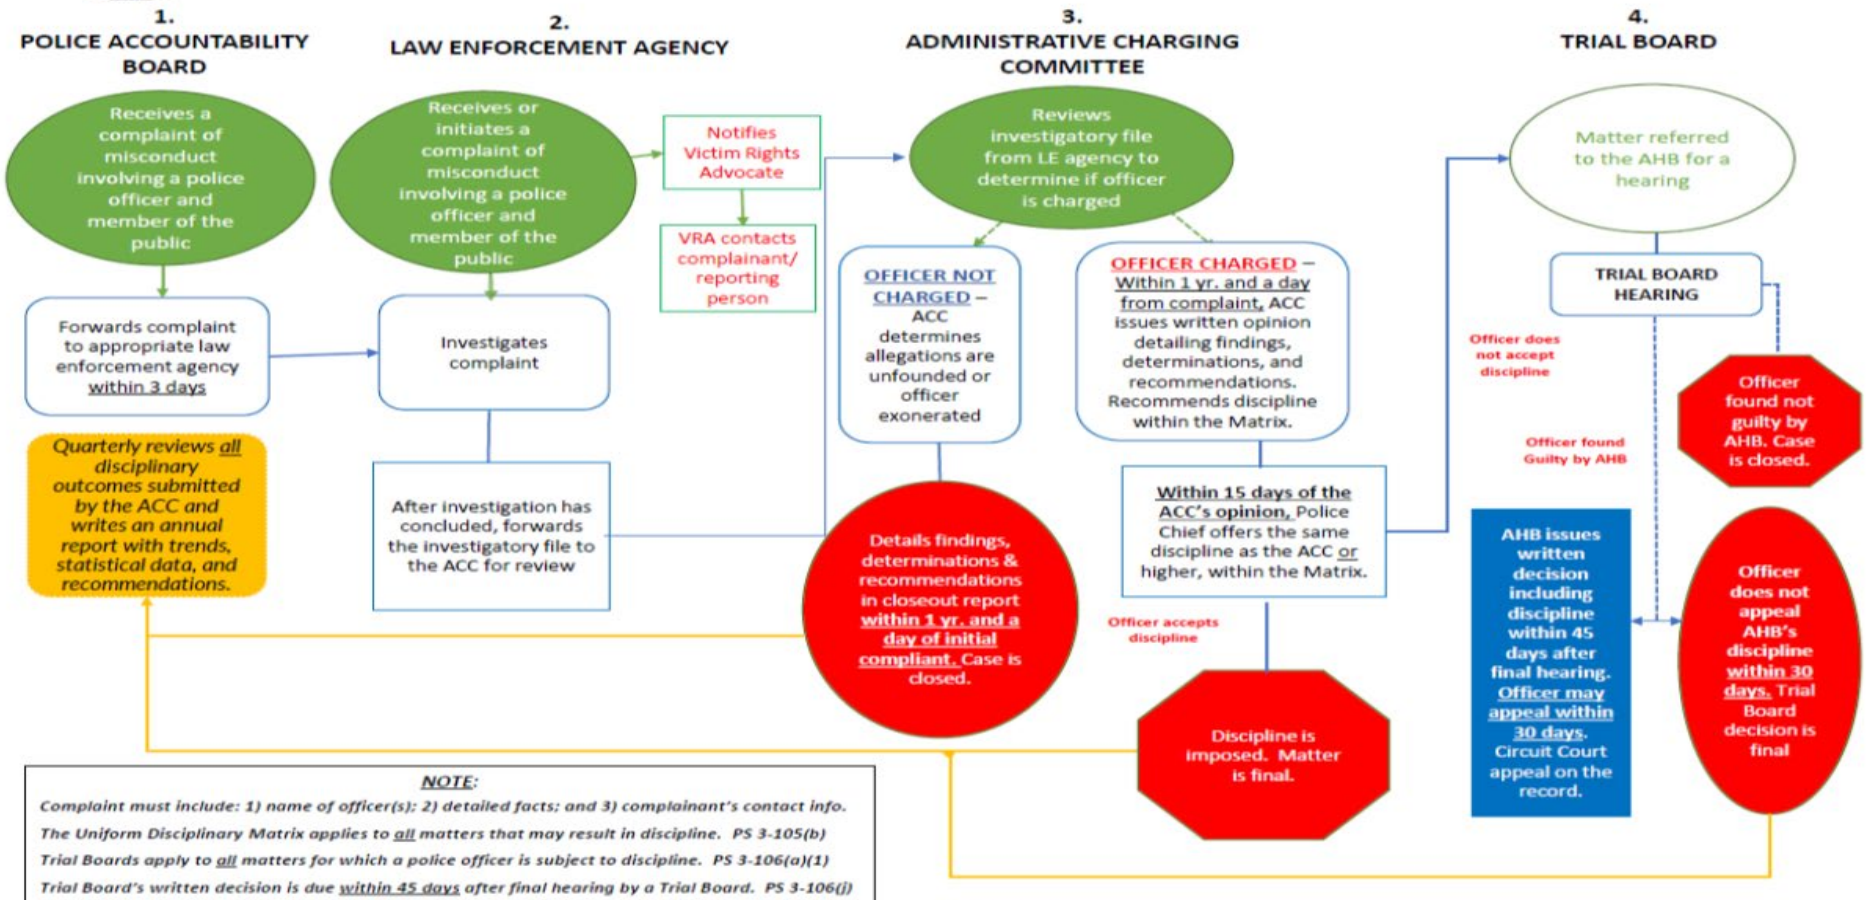 1.
POLICE ACCOUNTABILITY
BOARD
Receives a
complaint of
misconduct
involving a police
officer and
member of the
public
Forwards complaint
to appropriate law
enforcement agency
within 3 days
Quarterly reviews all
disciplinary
outcomes submitted
by the ACC and
writes an annual
report with trends,
statistical data, and
recommendations.
2.
LAW ENFORCEMENT AGENCY
Receives or
initiates a
complaint of
misconduct
involving a police
officer and
member of the
public
Notifies
Victim Rights
Advocate
VRA contacts
complainant/
reporting
person
Investigates
complaint
After investigation has
concluded, forwards
the investigatory file to
the ACC for review
3.
ADMINISTRATIVE CHARGING
COMMITTEE
Reviews
investigatory file
from LE agency to
determine if officer
is charged
OFFICER NOT
CHARGED –
ACC
determines
allegations are
unfounded or
officer
exonerated
Details findings,
determinations &
recommendations
in closeout report
within 1 yr. and a
day of initial
compliant. Case is
closed.
OFFICER CHARGED –
Within 1 yr. and a day
from complaint, ACC
issues written opinion
detailing findings,
determinations, and
recommendations.
Recommends discipline
within the Matrix.
Within 15 days of the
ACC's opinion, Police
Chief offers the same
discipline as the ACC or
higher, within the Matrix.
Officer accepts
discipline
Discipline is
imposed. Matter
is final.
4.
TRIAL BOARD
Matter referred
to the AHB for a
hearing
TRIAL BOARD
HEARING
Officer does
not accept
discipline
Officer found
Guilty by AHB
Officer
found not
guilty by
AHB. Case
is closed.
AHB issues
written
decision
including
discipline
within 45
days after
final hearing.
Officer may
appeal within
30 days.
Circuit Court
appeal on the
record.
Officer
does not
appeal
AHB's
discipline
within 30
days. Trial
Board
decision is
final
NOTE:
Complaint must include: 1) name of officer(s); 2) detailed facts; and 3) complainant's contact info.
The Uniform Disciplinary Matrix applies to all matters that may result in discipline. PS 3-105(b)
Trial Boards apply to all matters for which a police officer is subject to discipline. PS 3-106(a)(1)
Trial Board's written decision is due within 45 days after final hearing by a Trial Board. PS 3-106(j)